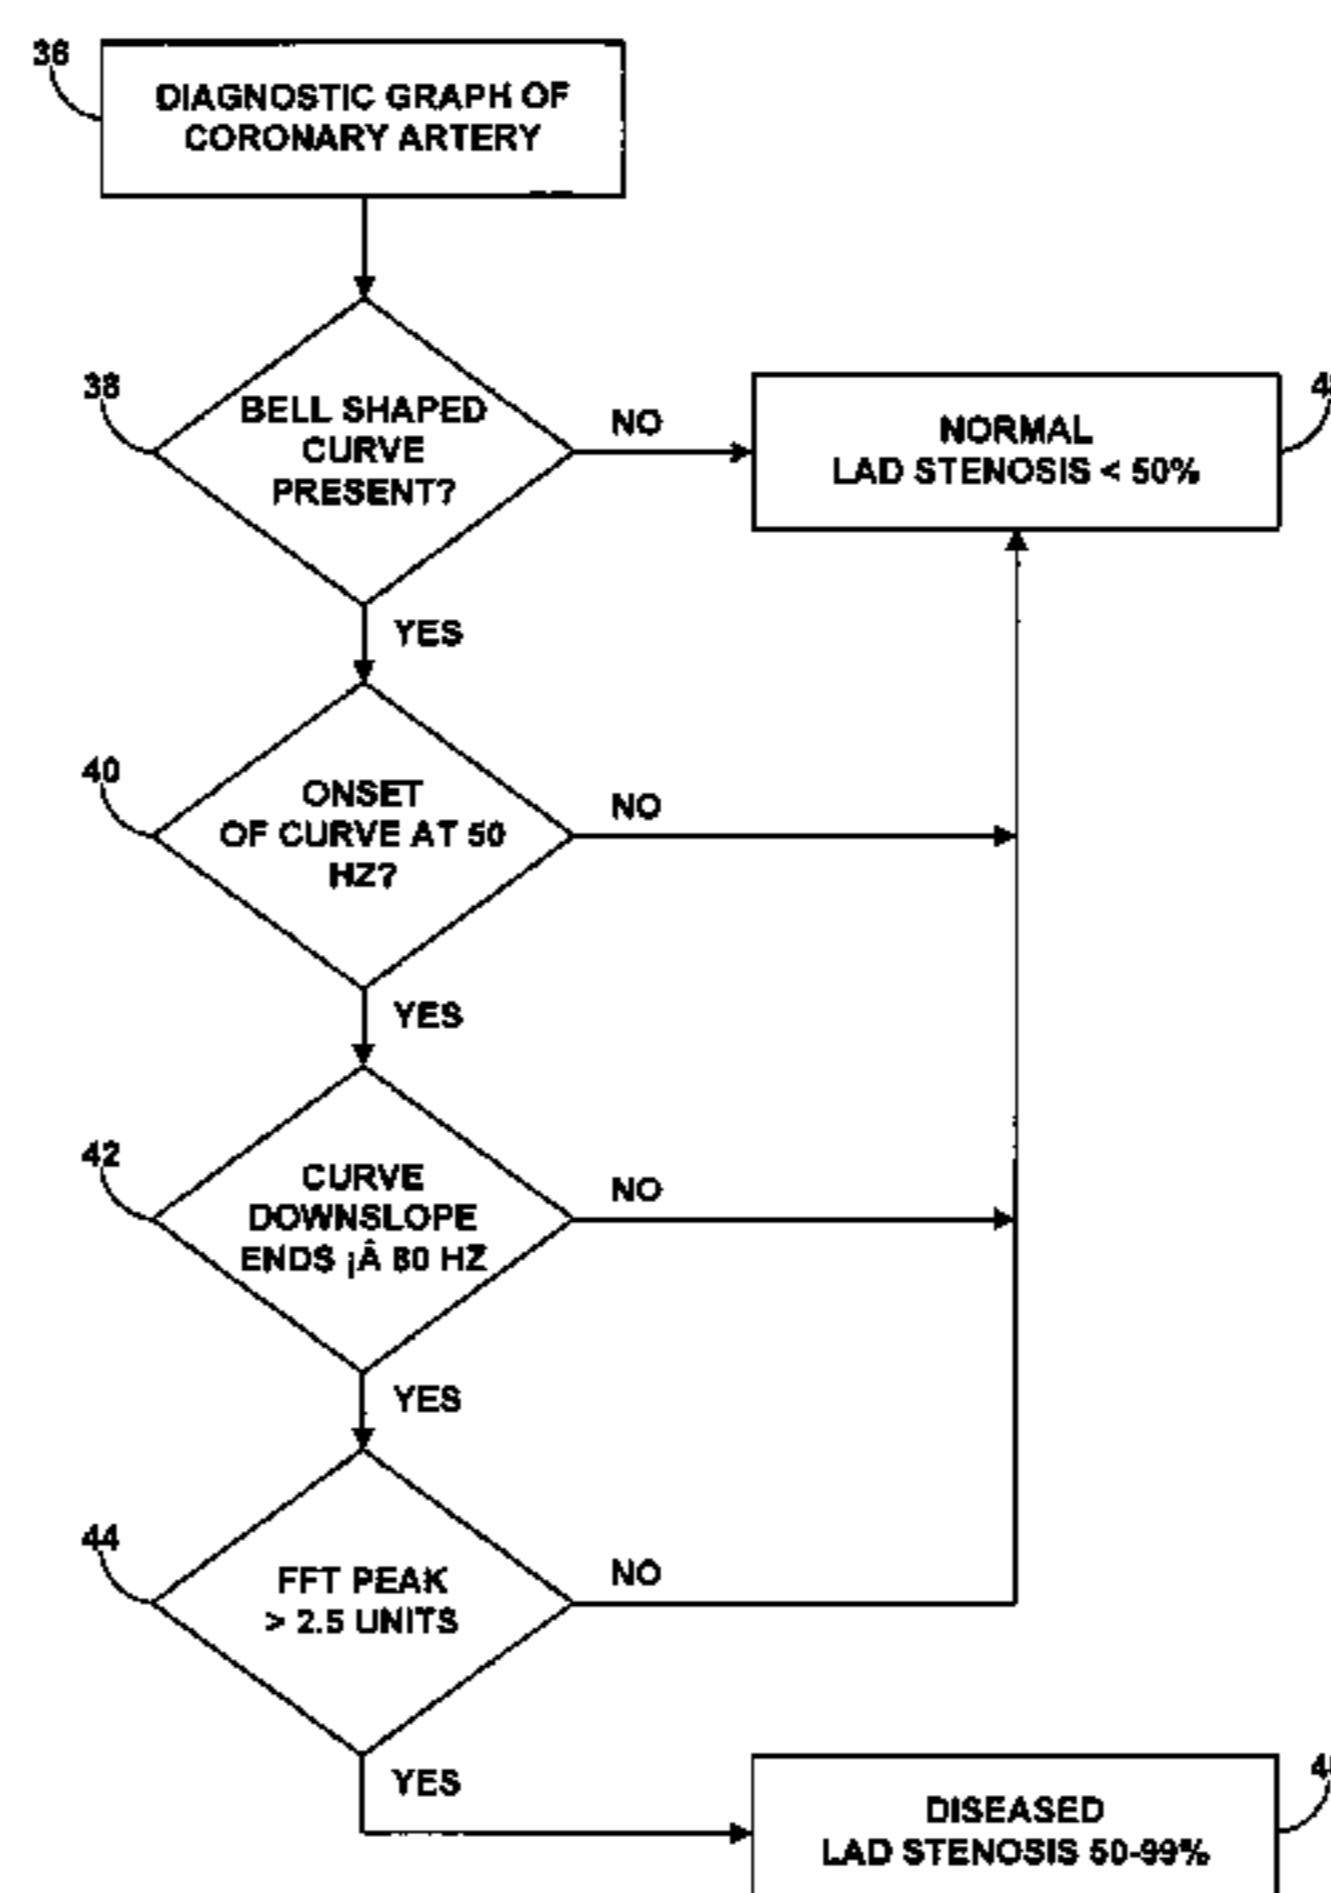 36
DIAGNOSTIC GRAPH OF
CORONARY ARTERY
38
BELL SHAPED
CURVE
PRESENT?
NO
NORMAL
LAD STENOSIS < 50%
YES
40
ONSET
OF CURVE AT 50
HZ?
NO
YES
42
CURVE
DOWNSLOPE
ENDS ¡Â 80 HZ
NO
YES
44
FFT PEAK
> 2.5 UNITS
NO
YES
DISEASED
LAD STENOSIS 50-99%